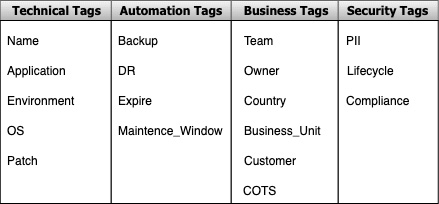 Technical Tags Automation Tags Business Tags Security Tags
Name Backup Team PII
Application DR Owner Lifecycle
Environment Expire Country Compliance
OS Maintence_Window Business_Unit
Patch Customer
COTS